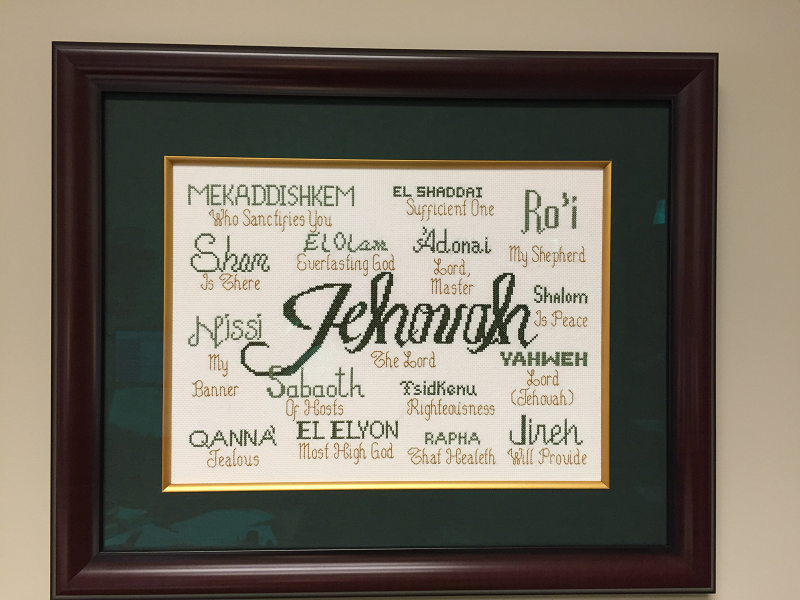 MEKADDISHKEM
Who Sanctifies You
EL SHADDAI
Sufficient One
Ro'i
My Shepherd
Sham
Is There
El Olam
Everlasting God
Adonai
Lord,
Master
Shalom
Is Peace
Nissi
My
Banner
Jehovah
The Lord
YAHWEH
Lord
(Jehovah)
Sabaoth
Of Hosts
Tsidkenu
Righteousness
QANNA'
Jealous
EL ELYON
Most High God
RAPHA
That Healeth
Jireh
Will Provide